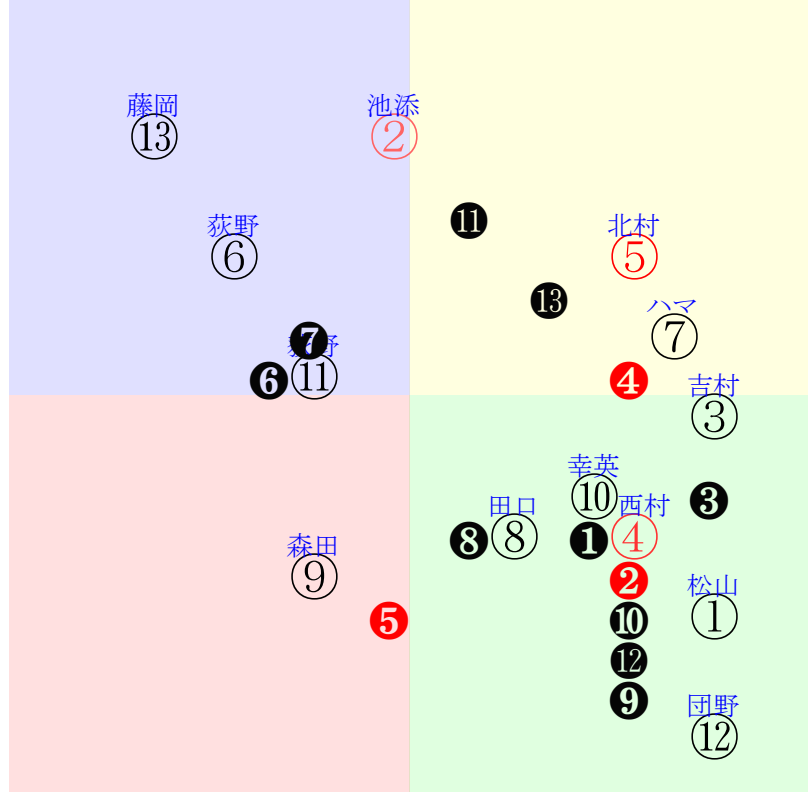 藤岡 池添
⑬ ②
⓫
荻野 北村
⑥ ⑤
⓭
ハマ
❼ ⑦
⑪ ❻ ❹
吉村
③
幸英
⑩ ❸
田口 西村
❽ ⑧ ❶ ④
森田
⑨ ❷ 松山
❺ ❿ ①
⓬
❾ 団野
⑫